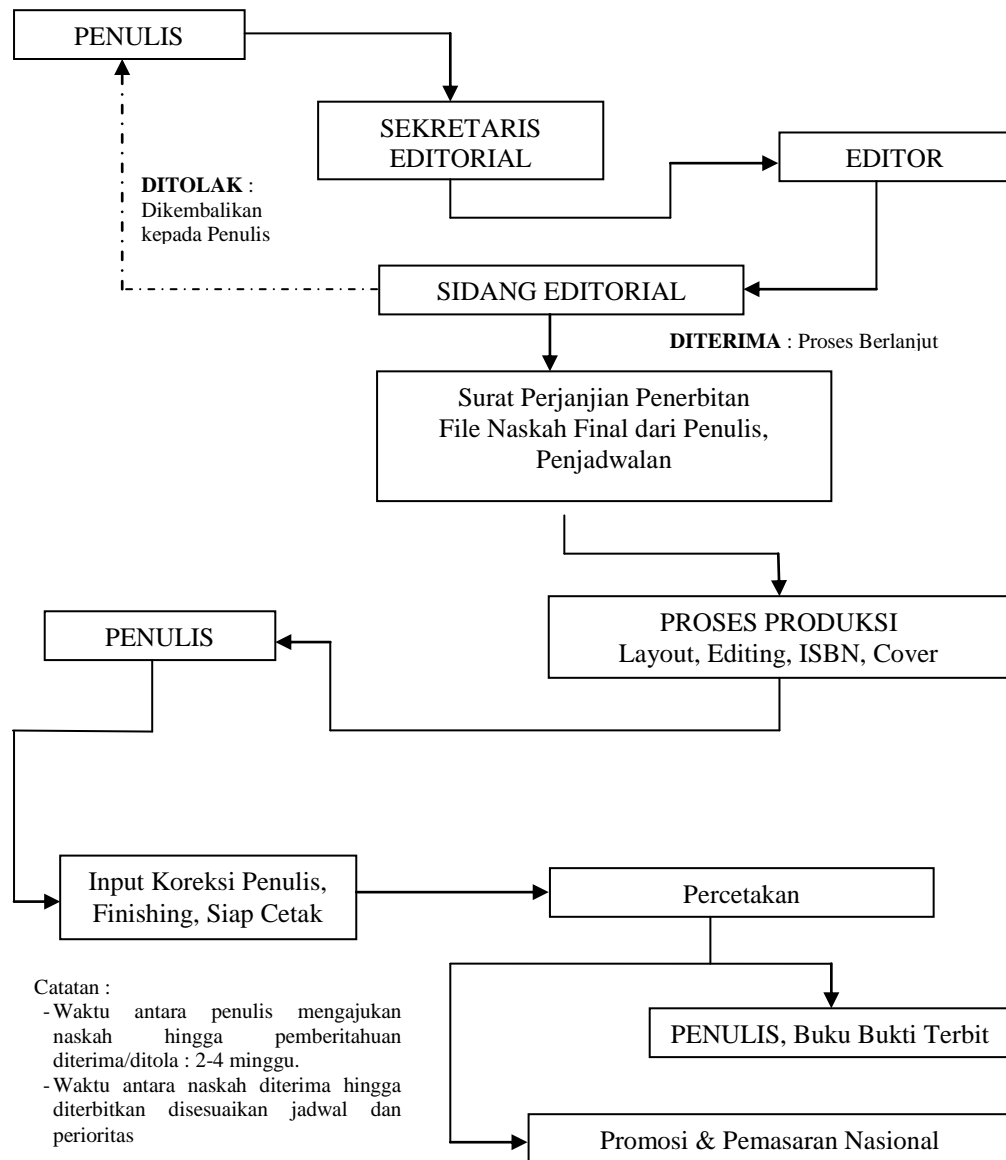 PENULIS
SEKRETARIS
EDITORIAL
EDITOR
DITOLAK :
Dikembalikan
kepada Penulis
SIDANG EDITORIAL
DITERIMA : Proses Berlanjut
Surat Perjanjian Penerbitan
File Naskah Final dari Penulis,
Penjadwalan
PROSES PRODUKSI
Layout, Editing, ISBN, Cover
PENULIS
Input Koreksi Penulis,
Finishing, Siap Cetak
Percetakan
Catatan :
- Waktu antara penulis mengajukan
naskah hingga pemberitahuan
diterima/ditola : 2-4 minggu.
- Waktu antara naskah diterima hingga
diterbitkan disesuaikan jadwal dan
perioritas
PENULIS, Buku Bukti Terbit
Promosi & Pemasaran Nasional